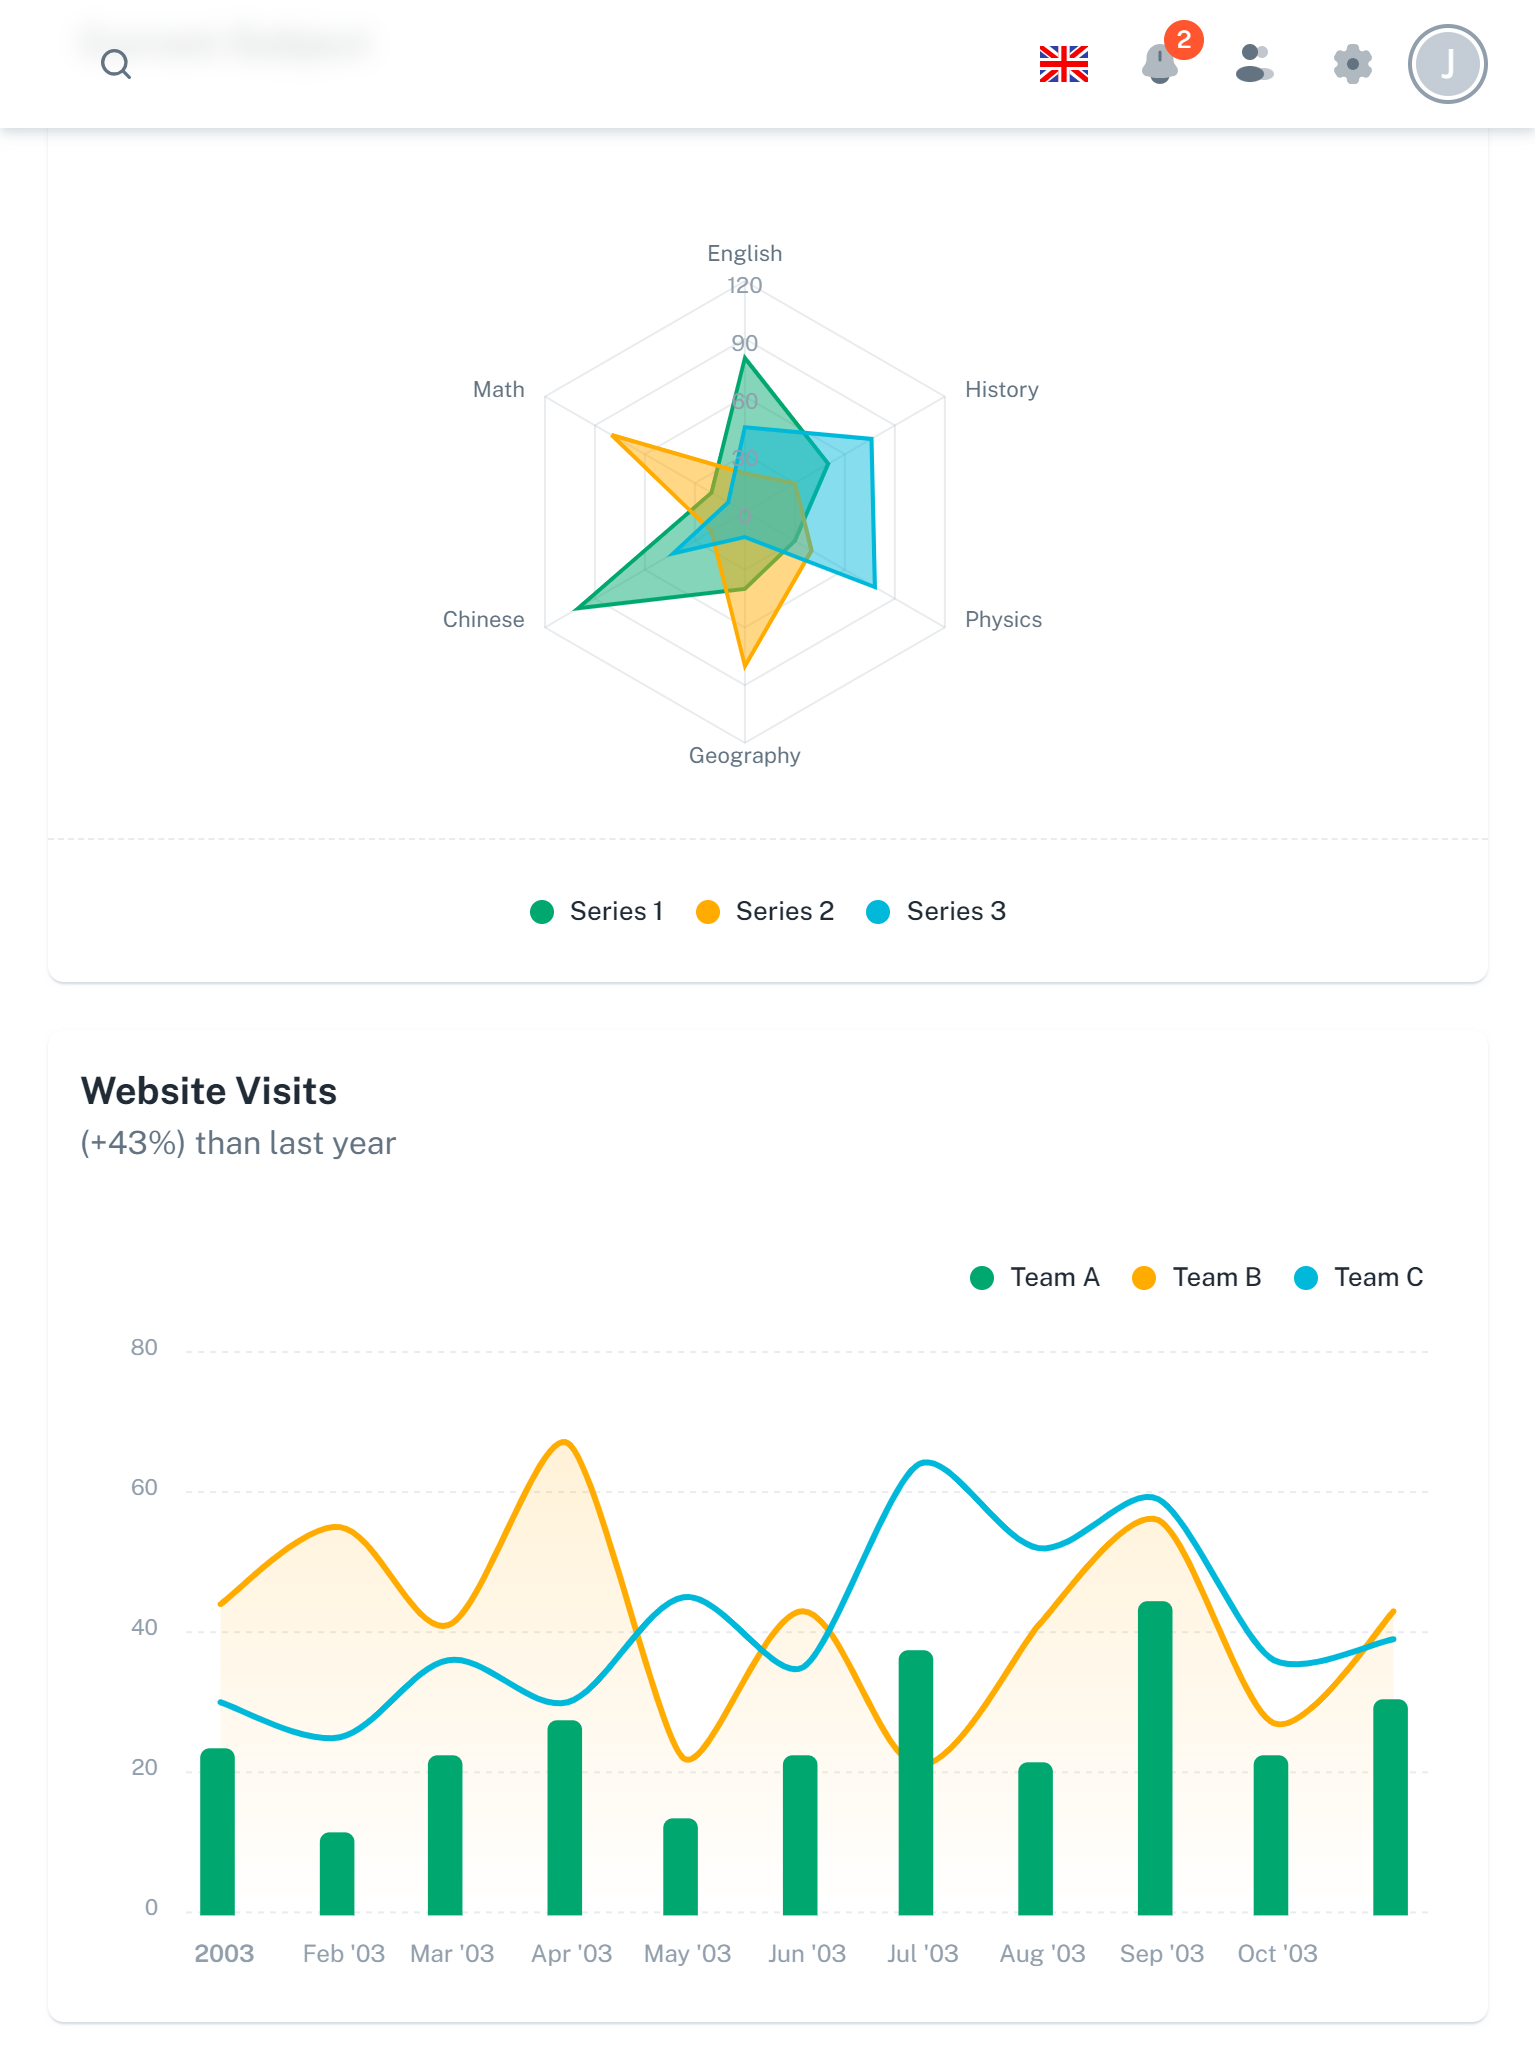 2
J
English
120
90
60
30
0
Math
History
Chinese
Physics
Geography
Series 1 Series 2 Series 3
Website Visits
(+43%) than last year
Team A Team B Team C
80
60
40
20
0
2003 Feb '03 Mar '03 Apr '03 May '03 Jun '03 Jul '03 Aug '03 Sep '03 Oct '03